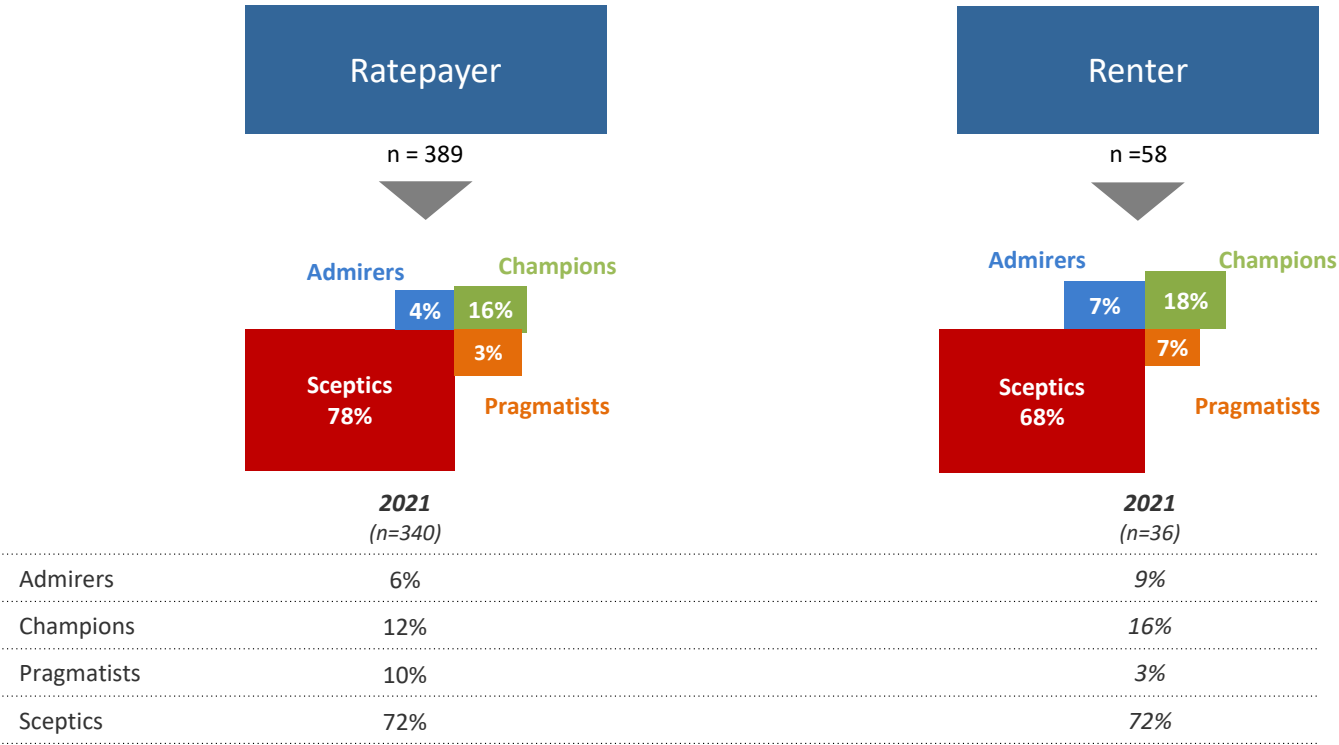 Ratepayer
n = 389
Admirers
Champions
4%
16%
3%
Sceptics
78%
Pragmatists
Renter
n =58
Admirers
Champions
7%
18%
7%
Sceptics
68%
Pragmatists
2021
(n=340)
2021
(n=36)
Admirers 6% 9%
Champions 12% 16%
Pragmatists 10% 3%
Sceptics 72% 72%